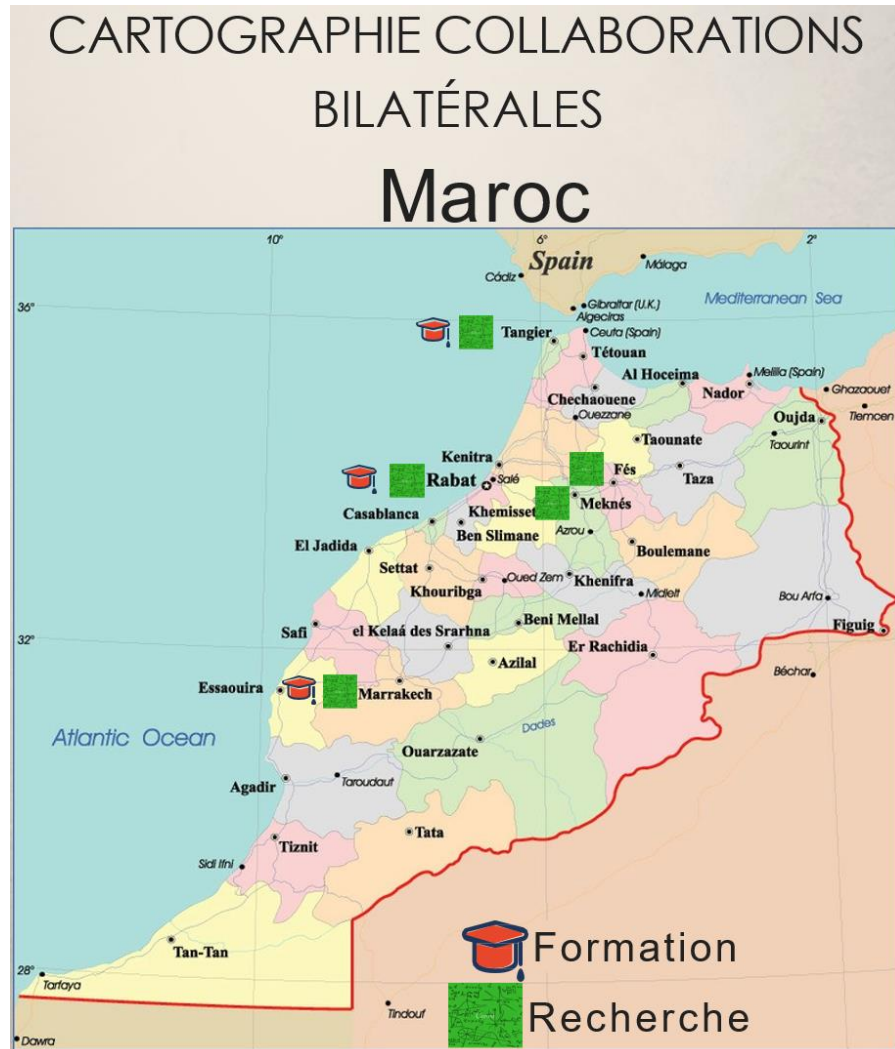 CARTOGRAPHIE COLLABORATIONS
BILATÉRALES
Maroc
10°
6°
2°
Spain
Málaga
Cádiz
Mediterranean Sea
36°
Gibraltar (U.K.)
Algeciras
Tangier
Ceuta (Spain)
Tétouan
Al Hoceima
Melilla (Spain)
Nador
Ghazaouet
Chechaouene
Tlemcen
Ouezzane
Oujda
Taounate
Taourirt
Kenitra
Fés
Rabat
Salé
Taza
Casablanca
Khemisset
Meknés
Ben Slimane
Azrou
El Jadida
Boulemane
Settat
Oued Zem
Khenifra
Khouribga
Midlelt
Bou Arfa
Beni Mellal
Safi
el Kelaá des Srarhna
Figuig
32°
Er Rachidia
Azilal
Béchar
Essaouira
Marrakech
Atlantic Ocean
Dades
Ouarzazate
Agadir
Taroudaut
Tata
Tiznit
Sidi Ifni
Formation
Tan-Tan
28°
Tarfaya
Tindouf
Recherche
Dawra